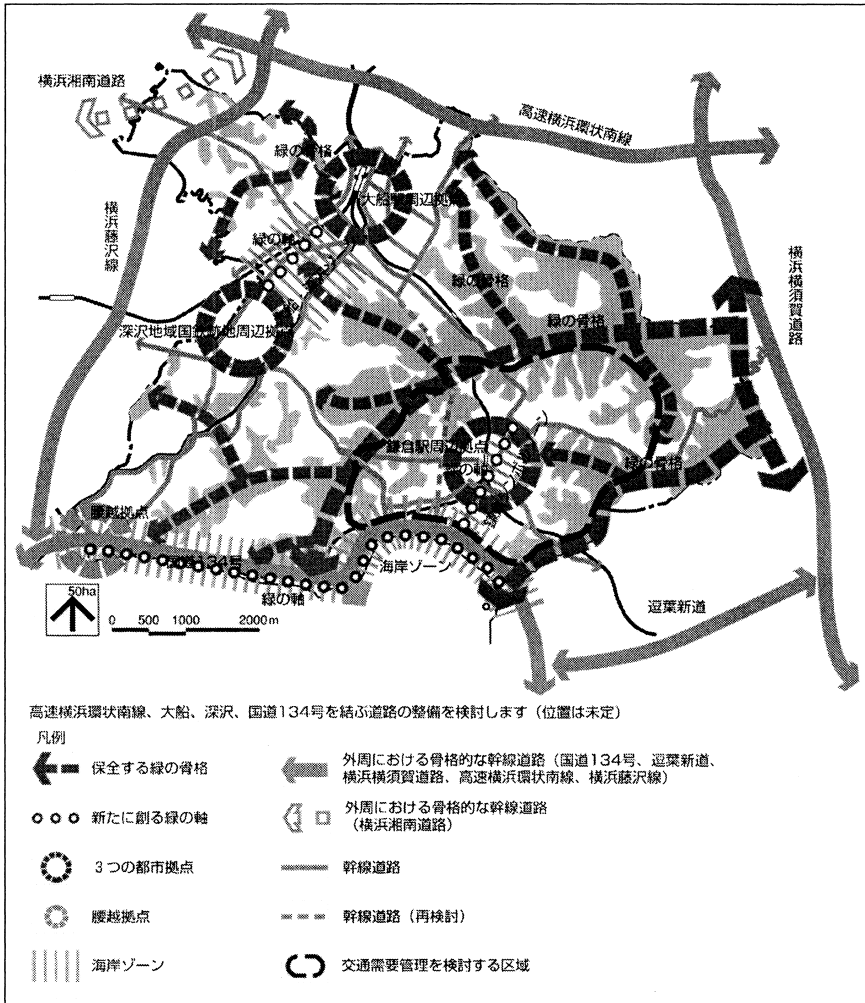 横浜湘南道路
高速横浜環状南線
緑の骨格
大船駅周辺拠点
横浜藤沢線
緑の軸
横浜横須賀道路
緑の骨格
緑の骨格
深沢地域国鉄跡地周辺拠点
鎌倉駅周辺拠点
緑の軸
緑の骨格
腰越拠点
国道134号
海岸ゾーン
緑の軸
逗葉新道
50ha
0 500 1000 2000m
高速横浜環状南線、大船、深沢、国道134号を結ぶ道路の整備を検討します（位置は未定）
凡例
保全する緑の骨格
外周における骨格的な幹線道路（国道134号、逗葉新道、
横浜横須賀道路、高速横浜環状南線、横浜藤沢線）
新たに創る緑の軸
外周における骨格的な幹線道路
（横浜湘南道路）
3つの都市拠点
幹線道路
腰越拠点
幹線道路（再検討）
海岸ゾーン
交通需要管理を検討する区域